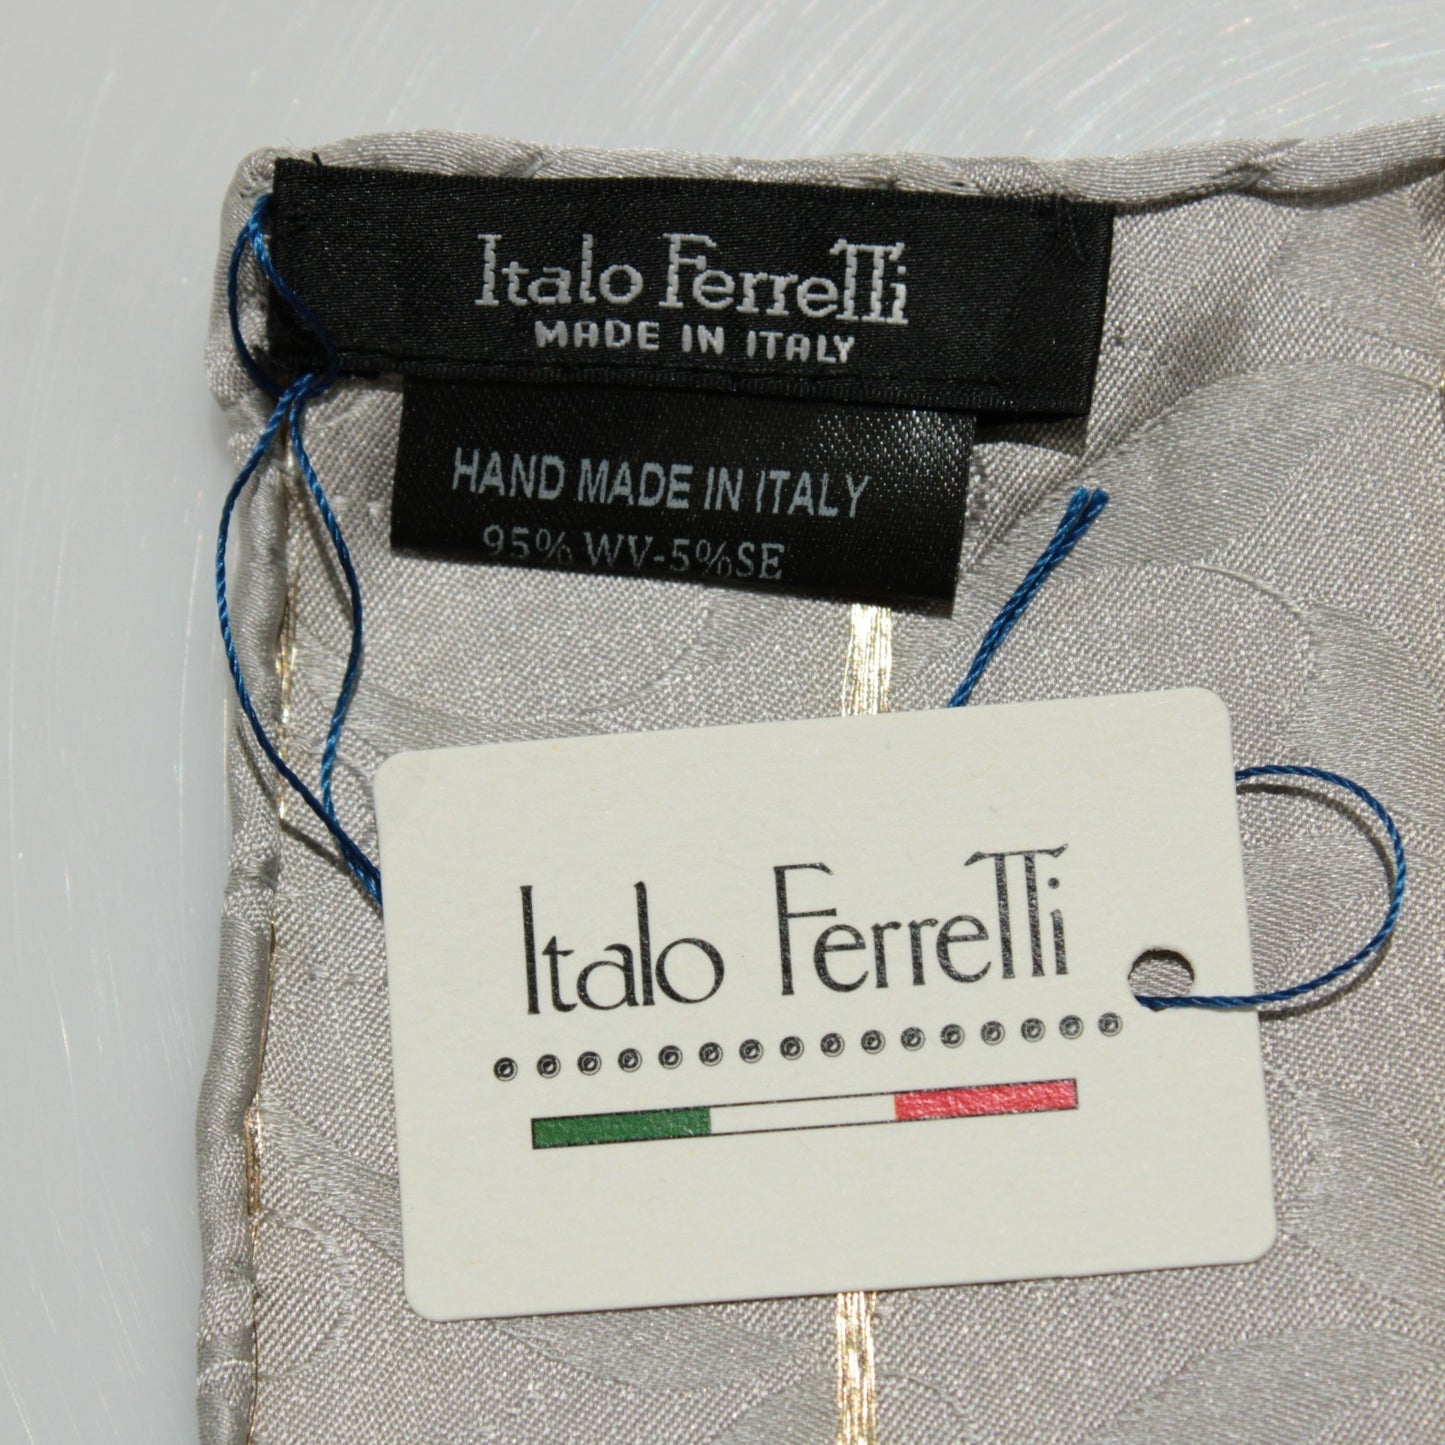 Italo Ferretti
MADE IN ITALY
HAND MADE IN ITALY
95% WV-5%SE
Italo Ferretti